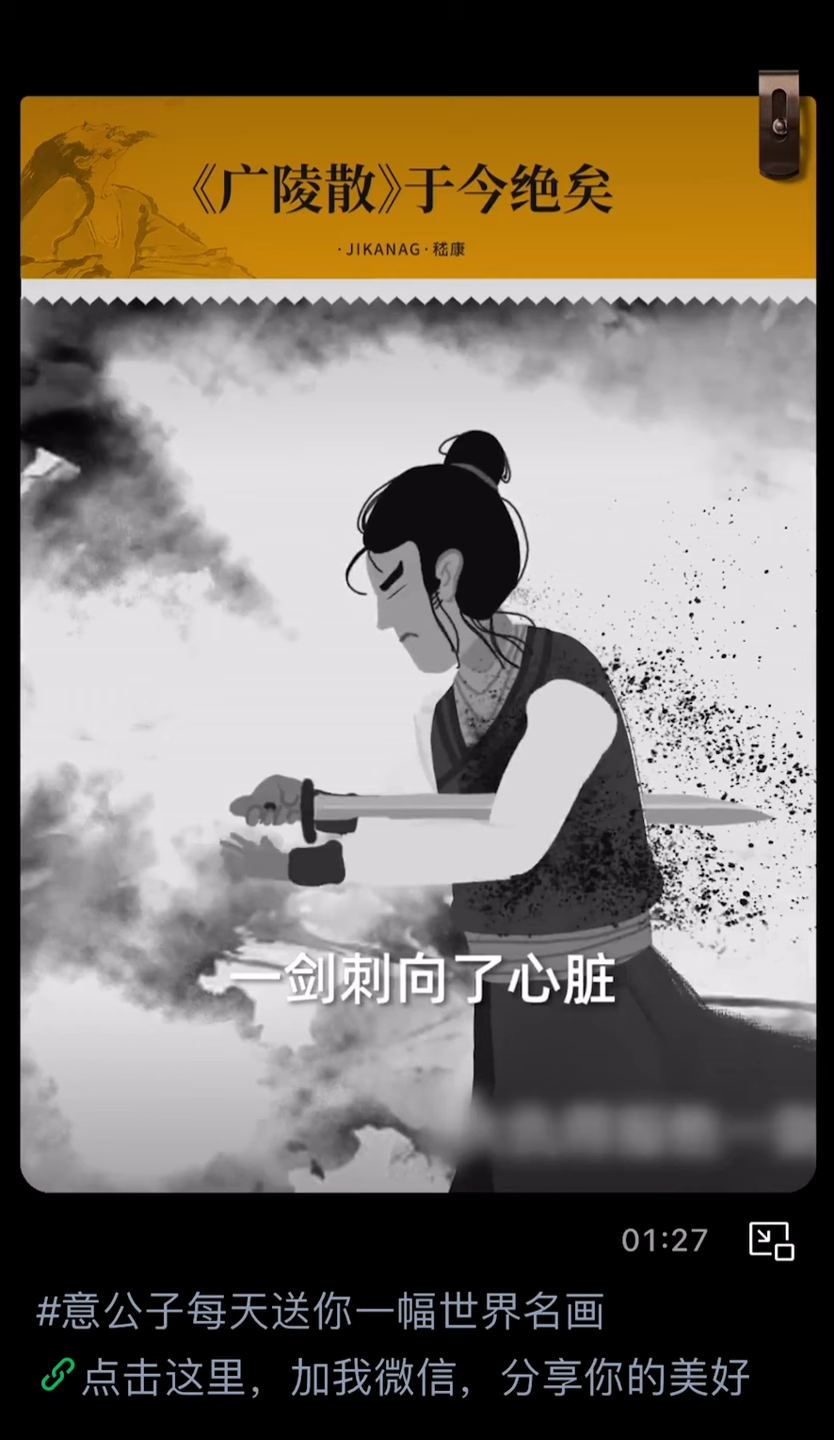 《广陵散》于今绝矣
·JIKANAG·嵇康
一剑刺向了心脏
01:27
#意公子每天送你一幅世界名画
点击这里，加我微信，分享你的美好